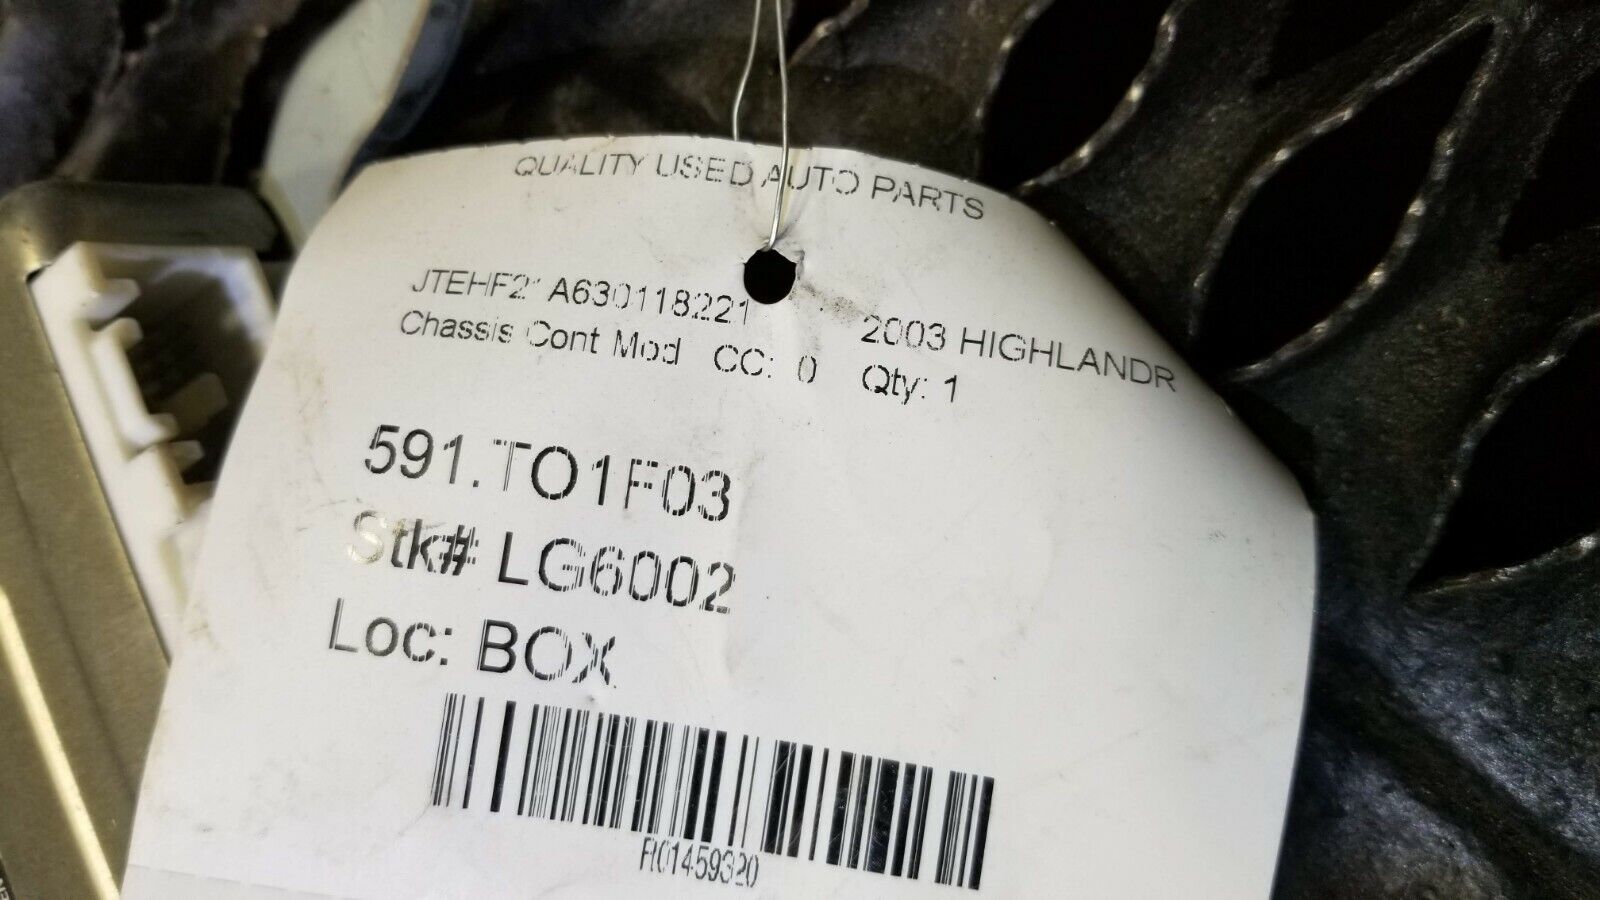 QUALITY USED AUTO PARTS
JTEHF21A630118221
2003 HIGHLANDR
Chassis Cont Mod CC: 0 Qty: 1
591.TO1F03
Stk# LG6002
Loc: BOX
R01459320